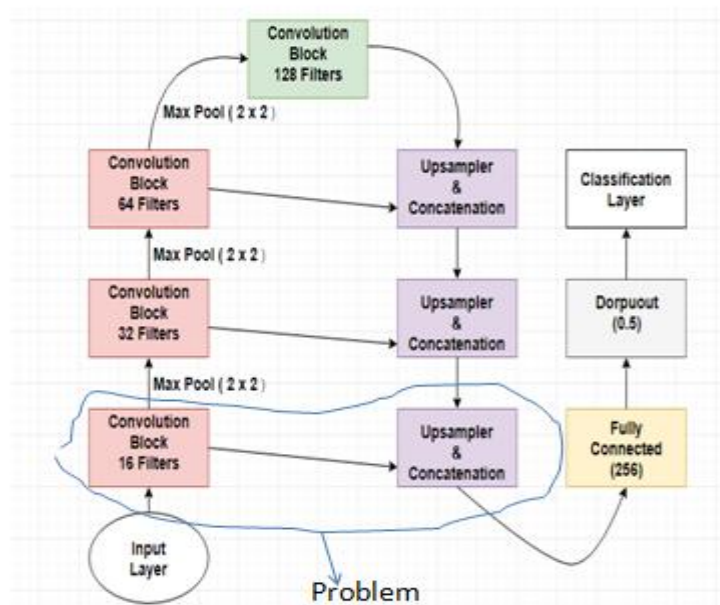 Convolution
Block
128 Filters
Max Pool ( 2 x 2 )
Convolution
Block
64 Filters
Upsampler
&
Concatenation
Classification
Layer
Max Pool ( 2 x 2 )
Convolution
Block
32 Filters
Upsampler
&
Concatenation
Dorpuout
(0.5)
Max Pool ( 2 x 2 )
Convolution
Block
16 Filters
Upsampler
&
Concatenation
Fully
Connected
(256)
Input
Layer
Problem